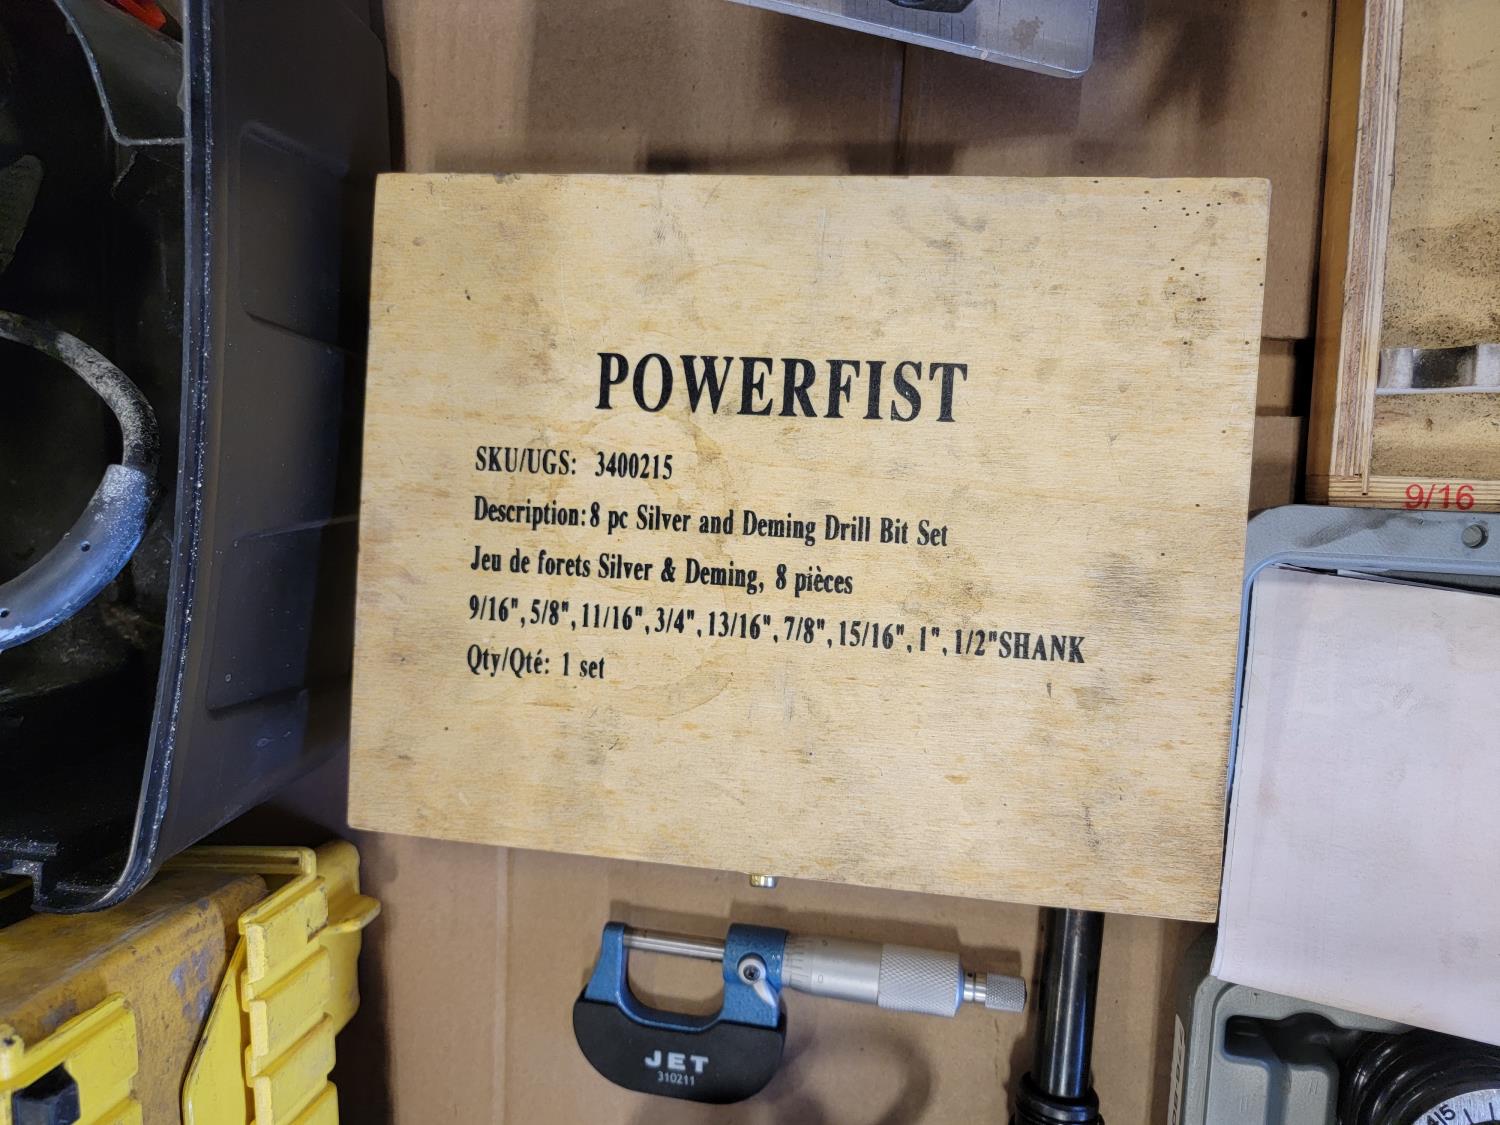 POWERFIST
SKU/UGS: 3400215
Description: 8 pc Silver and Deming Drill Bit Set
Jeu de forets Silver & Deming, 8 pièces
9/16", 5/8", 11/16", 3/4", 13/16", 7/8", 15/16", 1", 1/2"SHANK
Qty/Qté: 1 set
9/16
JET
310211